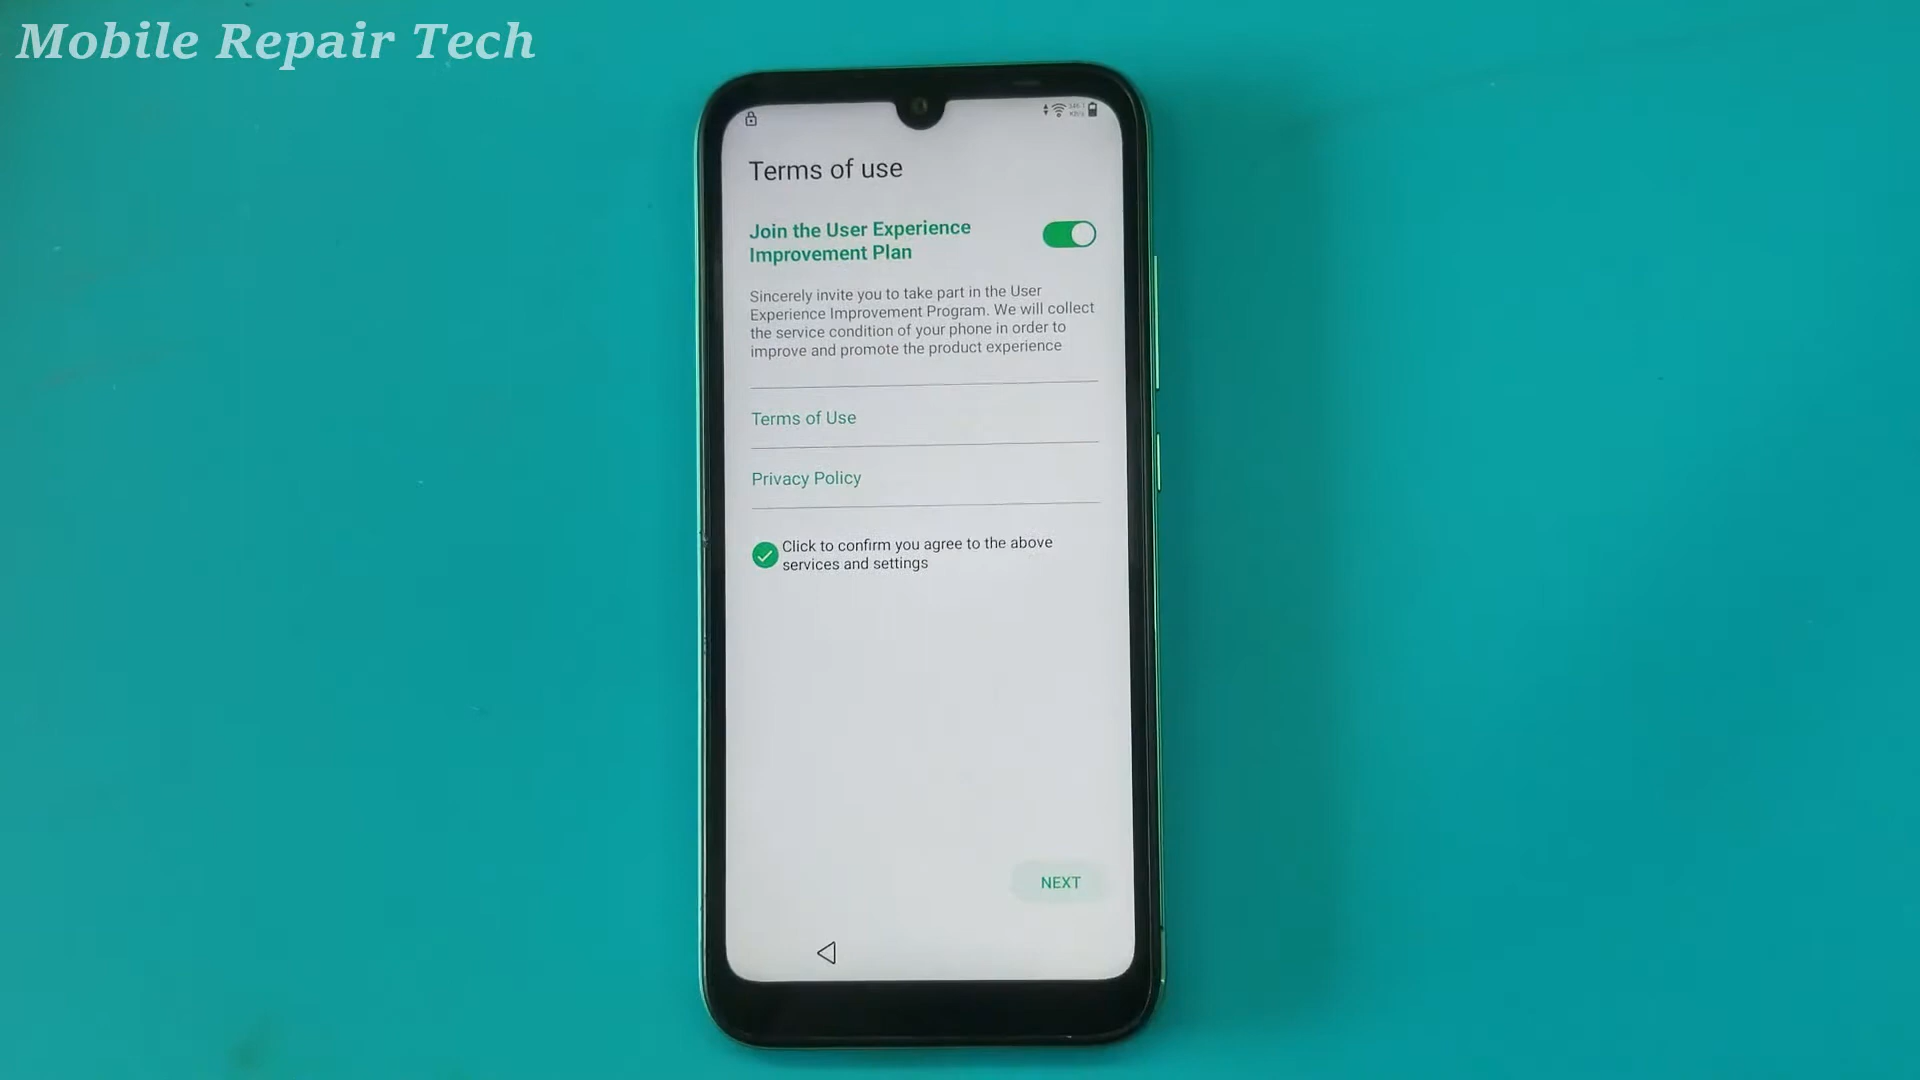 Mobile Repair Tech
Terms of use
Join the User Experience
Improvement Plan
Sincerely invite you to take part in the User
Experience Improvement Program. We will collect
the service condition of your phone in order to
improve and promote the product experience
Terms of Use
Privacy Policy
Click to confirm you agree to the above
services and settings
NEXT